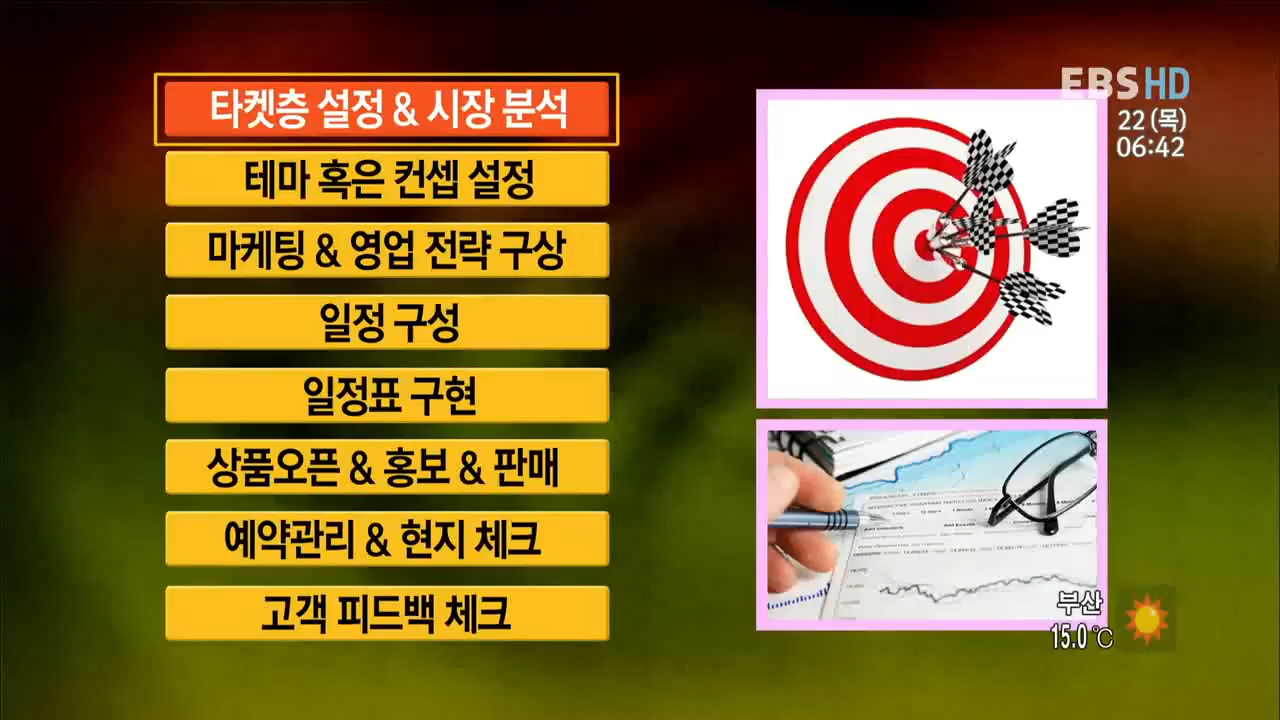 타켓층 설정 & 시장 분석
테마 혹은 컨셉 설정
마케팅 & 영업 전략 구상
일정 구성
일정표 구현
상품오픈 & 홍보 & 판매
예약관리 & 현지 체크
고객 피드백 체크
EBS HD
22 (목)
06:42
부산
15.0 ℃